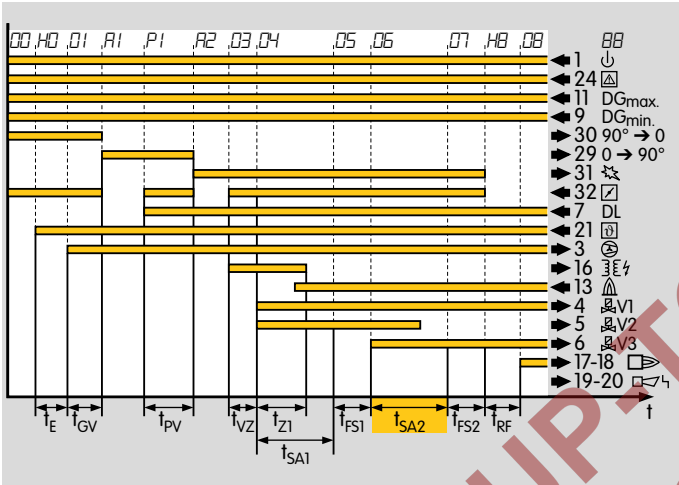 00 H0 01 A1 P1 A2 03 04 05 06 07 H8 08 88
1
24
11 DGmax.
9 DGmin.
30 90° → 0
29 0 → 90°
31
32
7 DL
21 ϑ
3
16
13
4 V1
5 V2
6 V3
17-18
19-20
tE tGV tPV tVZ tZ1 tFS1 tSA2 tFS2 tRF t
tSA1
UP-TO